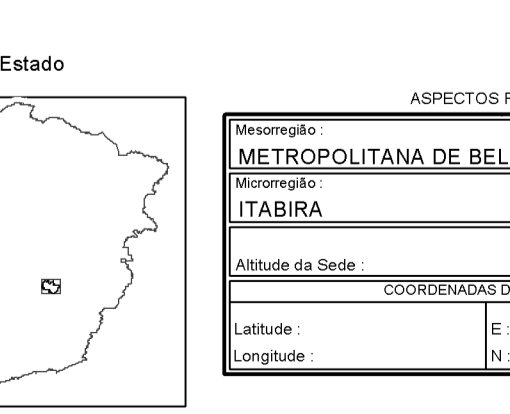 Estado
ASPECTOS
Mesorregião :
METROPOLITANA DE BEL
Microrregião :
ITABIRA
Altitude da Sede :
COORDENADAS D
Latitude :
E :
Longitude :
N :